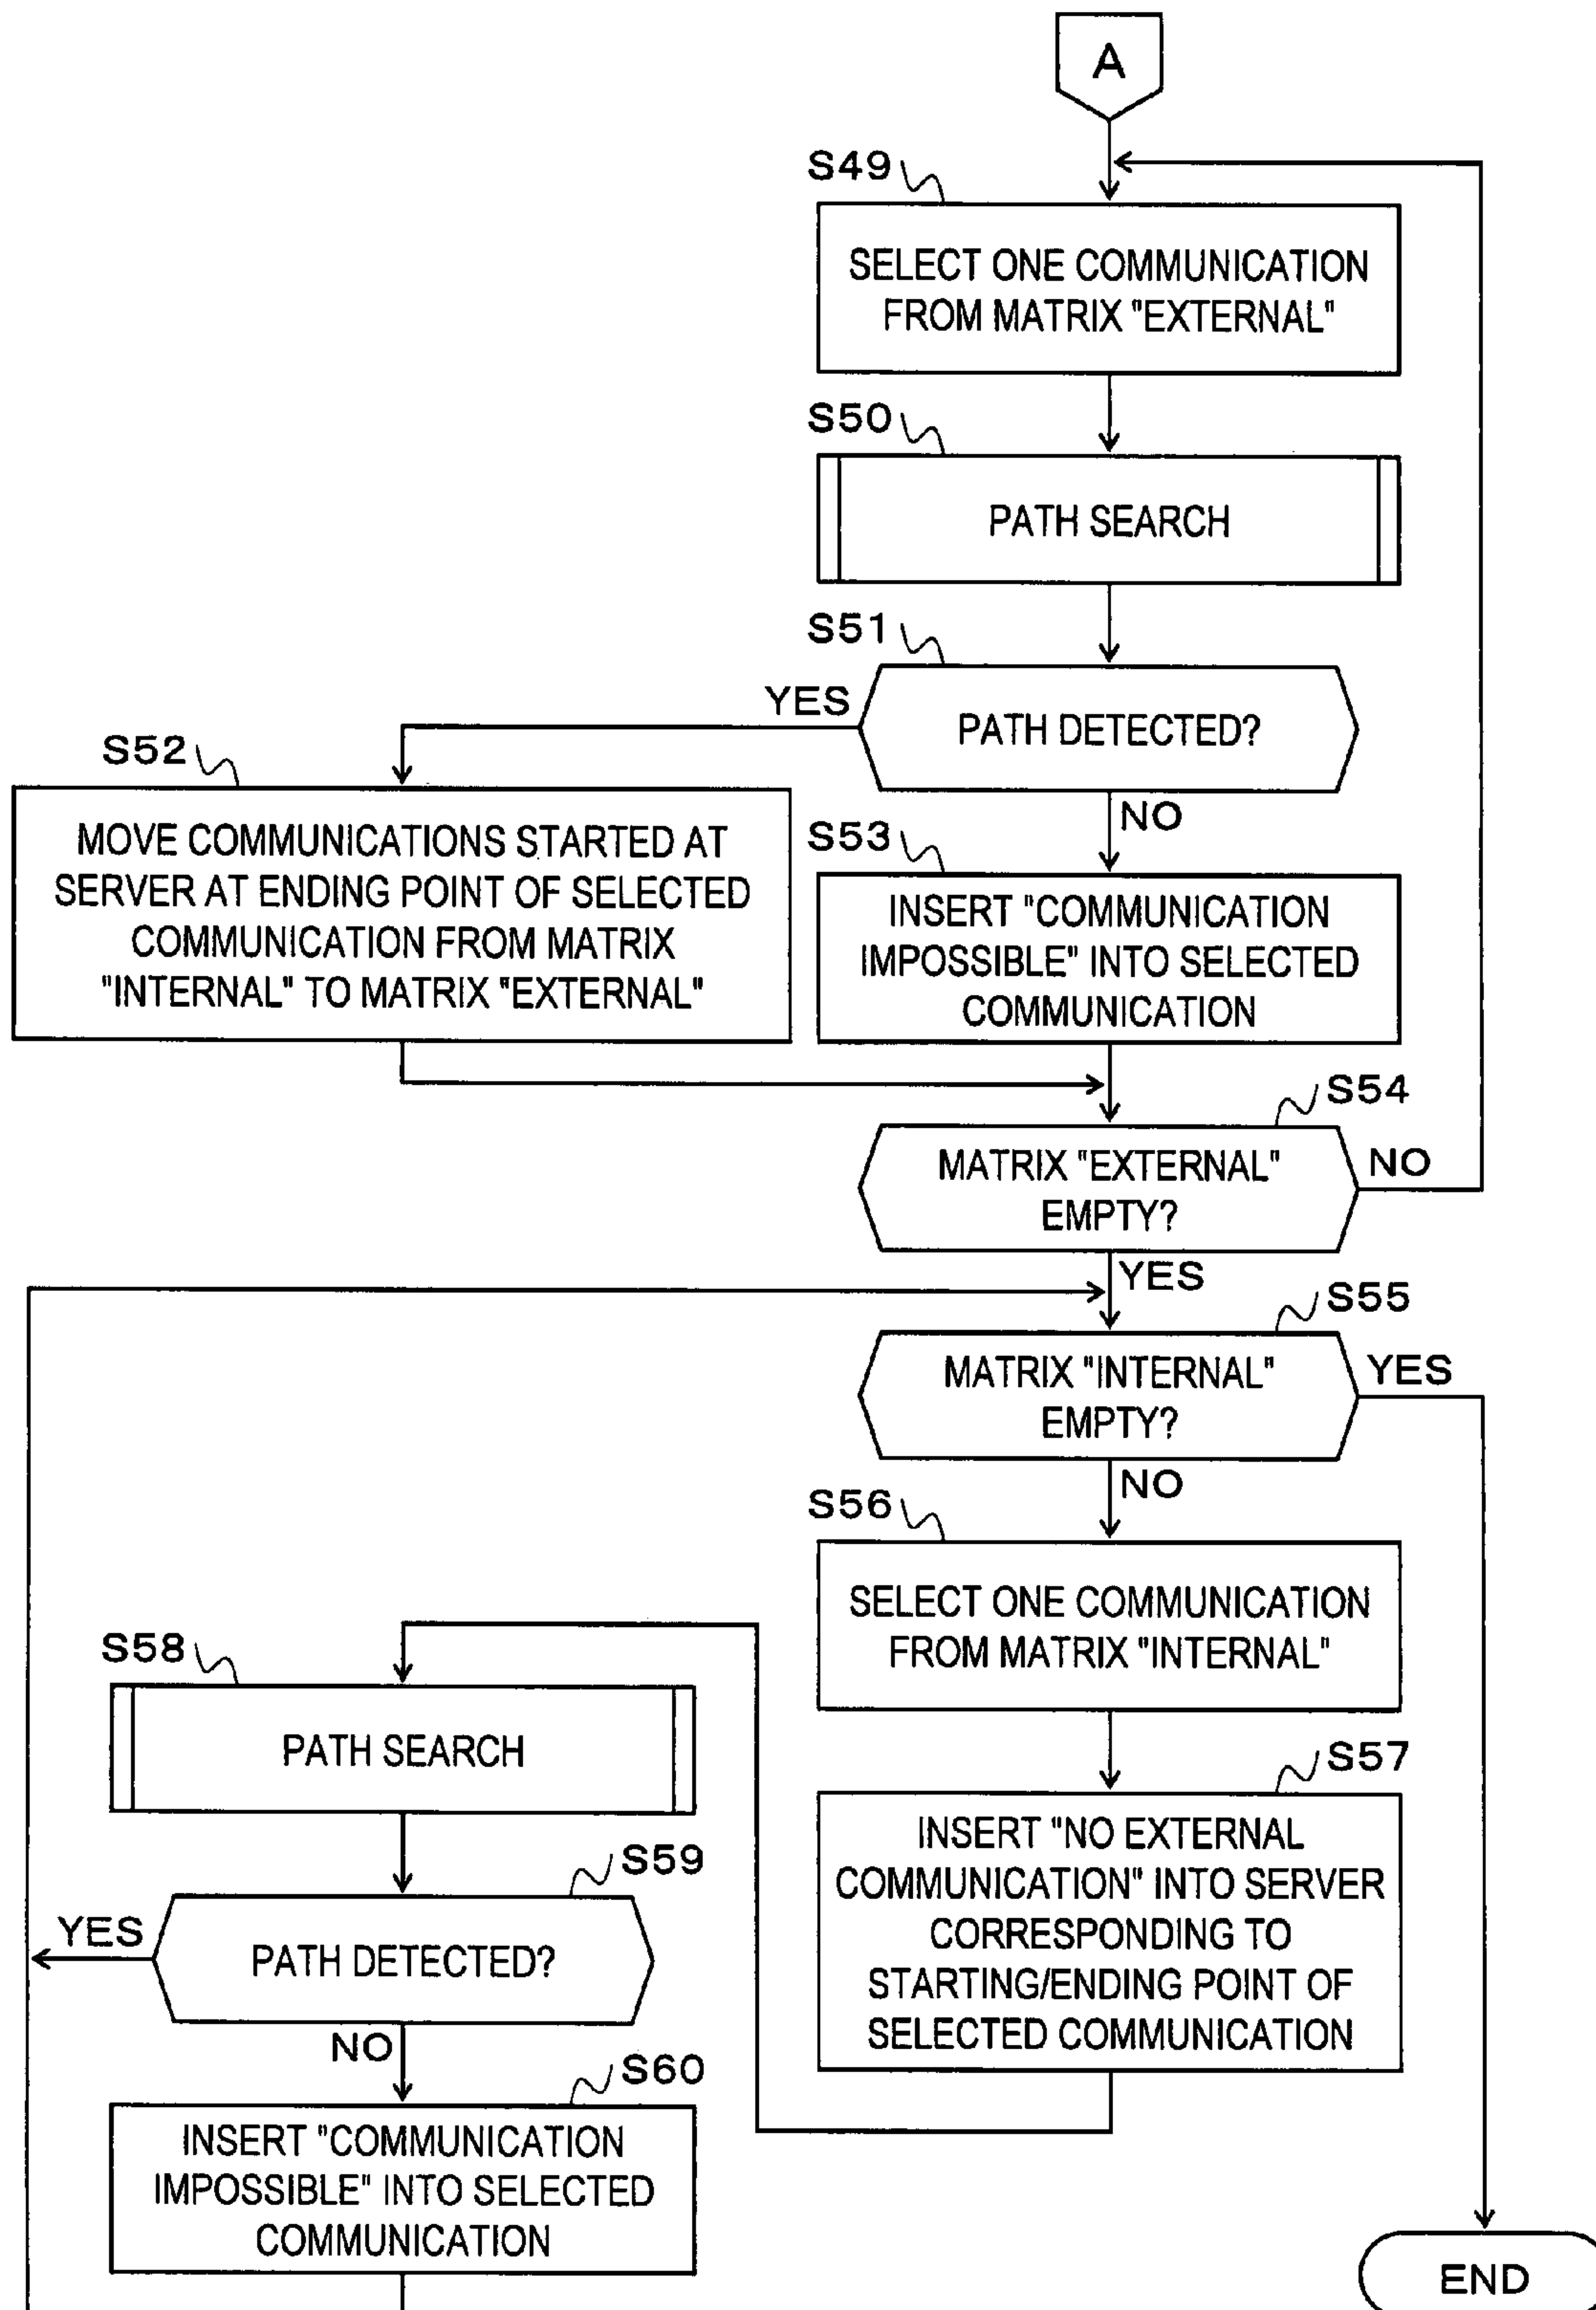 A
S49
SELECT ONE COMMUNICATION
FROM MATRIX "EXTERNAL"
S50
PATH SEARCH
S51
YES
PATH DETECTED?
NO
S52
MOVE COMMUNICATIONS STARTED AT
SERVER AT ENDING POINT OF SELECTED
COMMUNICATION FROM MATRIX
"INTERNAL" TO MATRIX "EXTERNAL"
S53
INSERT "COMMUNICATION
IMPOSSIBLE" INTO SELECTED
COMMUNICATION
S54
MATRIX "EXTERNAL"
EMPTY?
NO
YES
S55
MATRIX "INTERNAL"
EMPTY?
YES
NO
S56
SELECT ONE COMMUNICATION
FROM MATRIX "INTERNAL"
S57
INSERT "NO EXTERNAL
COMMUNICATION" INTO SERVER
CORRESPONDING TO
STARTING/ENDING POINT OF
SELECTED COMMUNICATION
S58
PATH SEARCH
S59
YES
PATH DETECTED?
NO
S60
INSERT "COMMUNICATION
IMPOSSIBLE" INTO SELECTED
COMMUNICATION
END